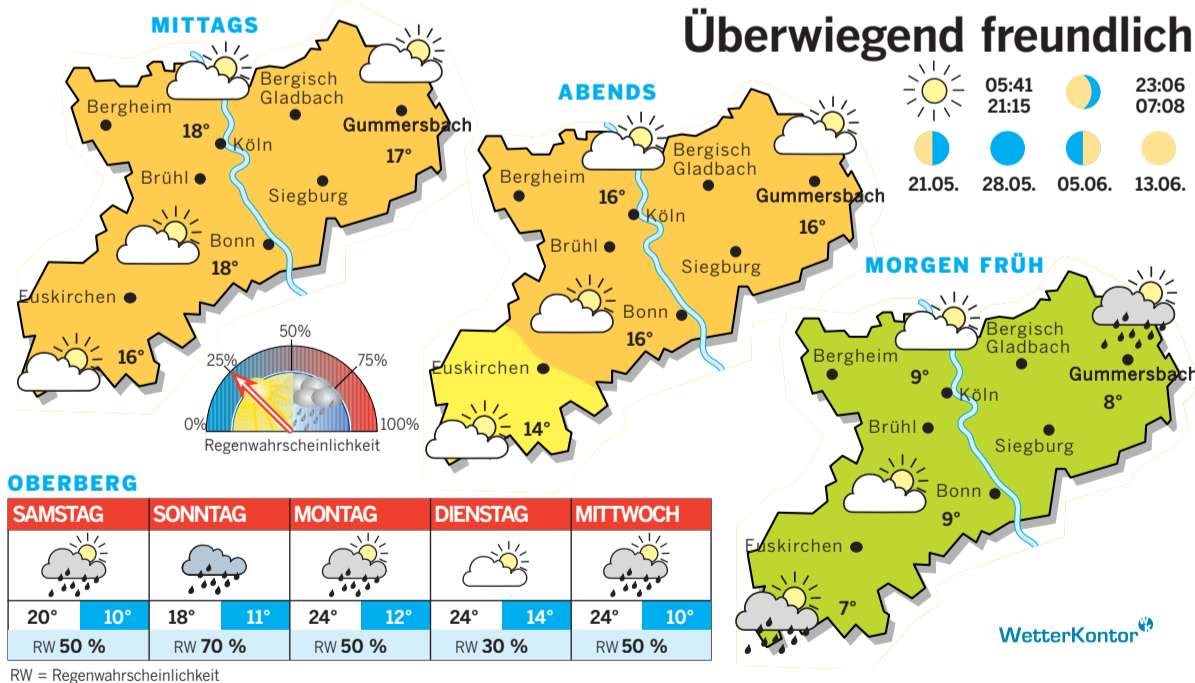 Überwiegend freundlich
05:41
21:15
23:06
07:08
21.05.
28.05.
05.06.
13.06.
MITTAGS
Bergheim
Bergisch
Gladbach
18°
Köln
Gummersbach
17°
Brühl
Siegburg
Bonn
18°
Euskirchen
16°
ABENDS
Bergheim
Bergisch
Gladbach
16°
Köln
Gummersbach
16°
Brühl
Siegburg
Bonn
16°
Euskirchen
14°
MORGEN FRÜH
Bergheim
Bergisch
Gladbach
9°
Köln
Gummersbach
8°
Brühl
Siegburg
Bonn
9°
Euskirchen
7°
0%
25%
50%
75%
100%
Regenwahrscheinlichkeit
OBERBERG
SAMSTAG SONNTAG MONTAG DIENSTAG MITTWOCH
20° 10° 18° 11° 24° 12° 24° 14° 24° 10°
RW 50 % RW 70 % RW 50 % RW 30 % RW 50 %
RW = Regenwahrscheinlichkeit
WetterKontor